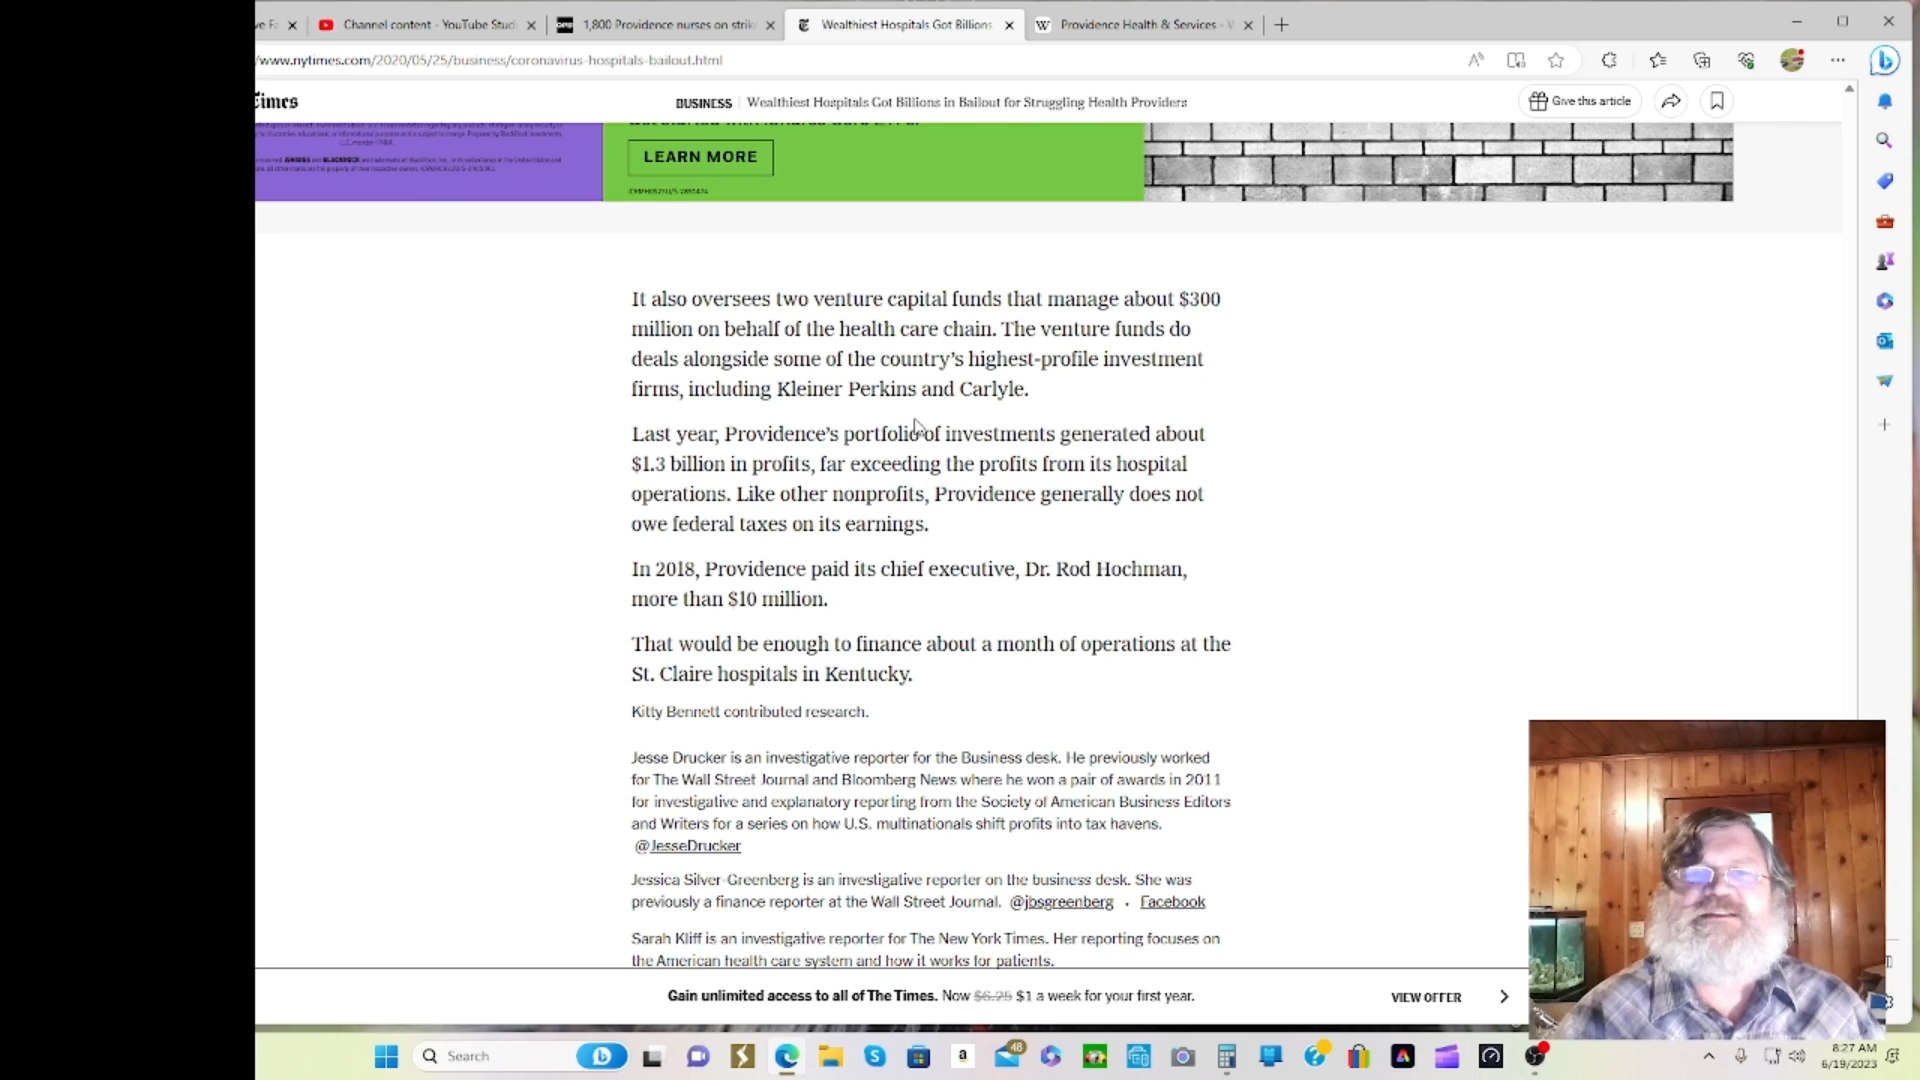 ve Fa
Channel content - YouTube Studi
1,800 Providence nurses on strik
Wealthiest Hospitals Got Billions
Providence Health & Services - W
/www.nytimes.com/2020/05/25/business/coronavirus-hospitals-bailout.html
Times
BUSINESS
Wealthiest Hospitals Got Billions in Bailout for Struggling Health Providers
Give this article
LEARN MORE
It also oversees two venture capital funds that manage about $300
million on behalf of the health care chain. The venture funds do
deals alongside some of the country’s highest-profile investment
firms, including Kleiner Perkins and Carlyle.
Last year, Providence’s portfolio of investments generated about
$1.3 billion in profits, far exceeding the profits from its hospital
operations. Like other nonprofits, Providence generally does not
owe federal taxes on its earnings.
In 2018, Providence paid its chief executive, Dr. Rod Hochman,
more than $10 million.
That would be enough to finance about a month of operations at the
St. Claire hospitals in Kentucky.
Kitty Bennett contributed research.
Jesse Drucker is an investigative reporter for the Business desk. He previously worked
for The Wall Street Journal and Bloomberg News where he won a pair of awards in 2011
for investigative and explanatory reporting from the Society of American Business Editors
and Writers for a series on how U.S. multinationals shift profits into tax havens.
@JesseDrucker
Jessica Silver-Greenberg is an investigative reporter on the business desk. She was
previously a finance reporter at the Wall Street Journal. @jbsgreenberg • Facebook
Sarah Kliff is an investigative reporter for The New York Times. Her reporting focuses on
the American health care system and how it works for patients.
Gain unlimited access to all of The Times. Now $6.25 $1 a week for your first year.
VIEW OFFER
Search
48
8:27 AM
6/19/2023